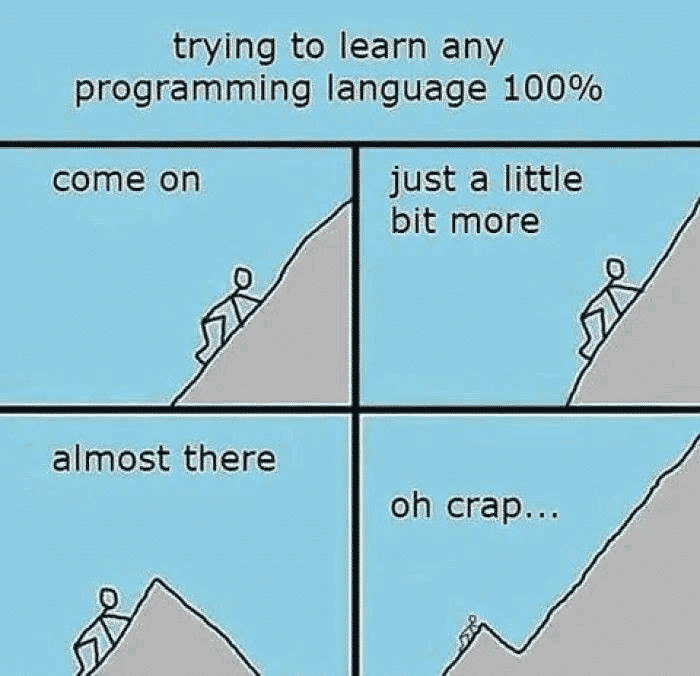 trying to learn any
programming language 100%
come on
just a little
bit more
almost there
oh crap...